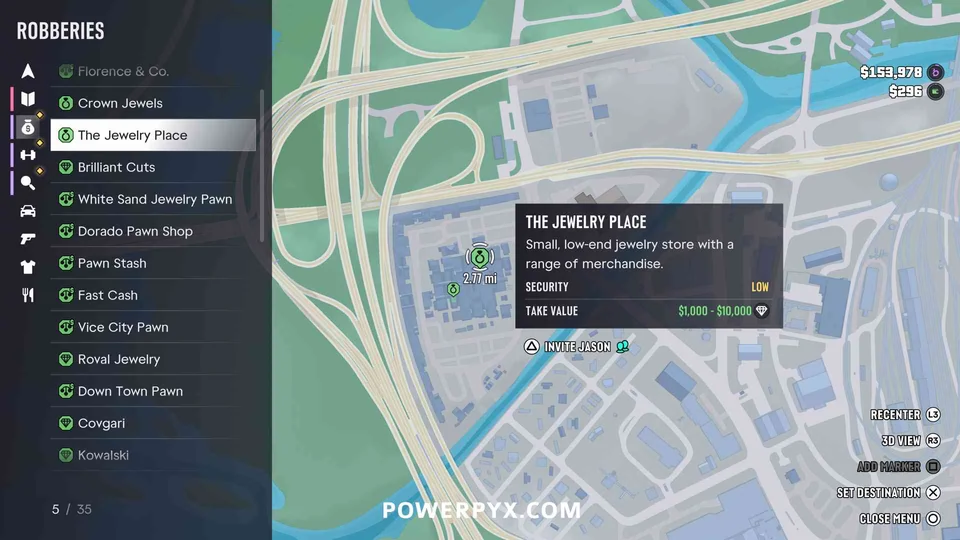 ROBBERIES
Florence & Co.
Crown Jewels
The Jewelry Place
Brilliant Cuts
White Sand Jewelry Pawn
Dorado Pawn Shop
Pawn Stash
Fast Cash
Vice City Pawn
Roval Jewelry
Down Town Pawn
Covgari
Kowalski
5 / 35
$153,978
$296
2.77 mi
THE JEWELRY PLACE
Small, low-end jewelry store with a
range of merchandise.
SECURITY LOW
TAKE VALUE $1,000 - $10,000
INVITE JASON
RECENTER L3
3D VIEW R3
ADD MARKER
SET DESTINATION
CLOSE MENU
POWERPYX.COM